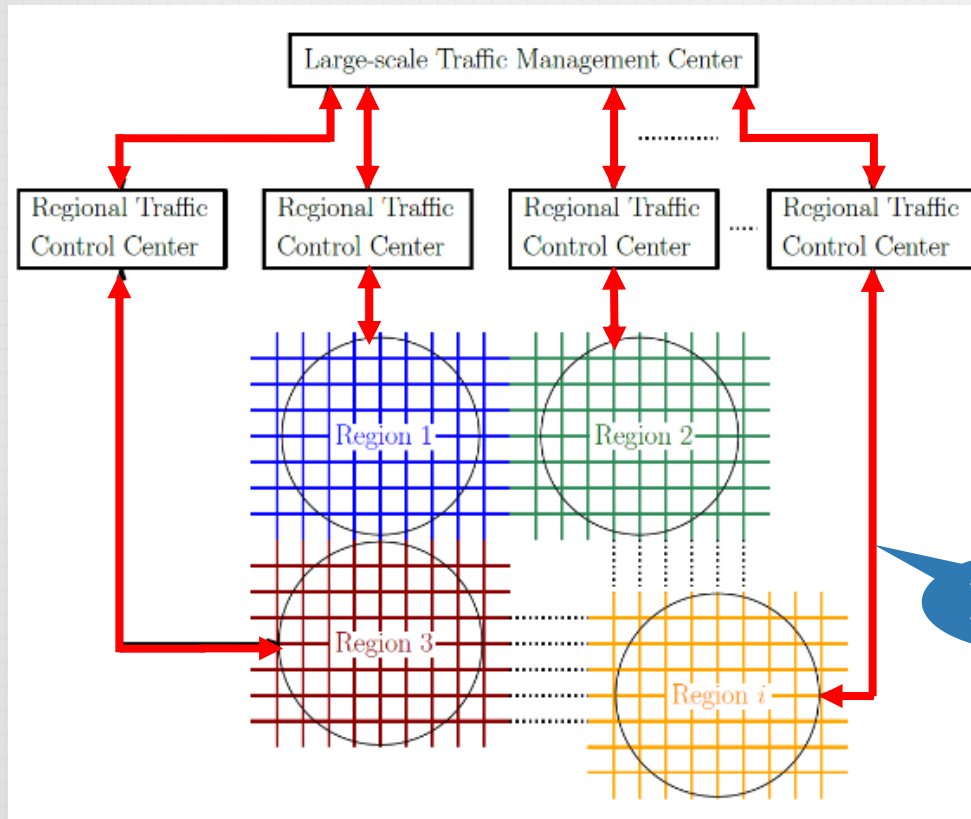 Large-scale Traffic Management Center
Regional Traffic
Control Center
Regional Traffic
Control Center
Regional Traffic
Control Center
Regional Traffic
Control Center
Region 1
Region 2
Region 3
Region i